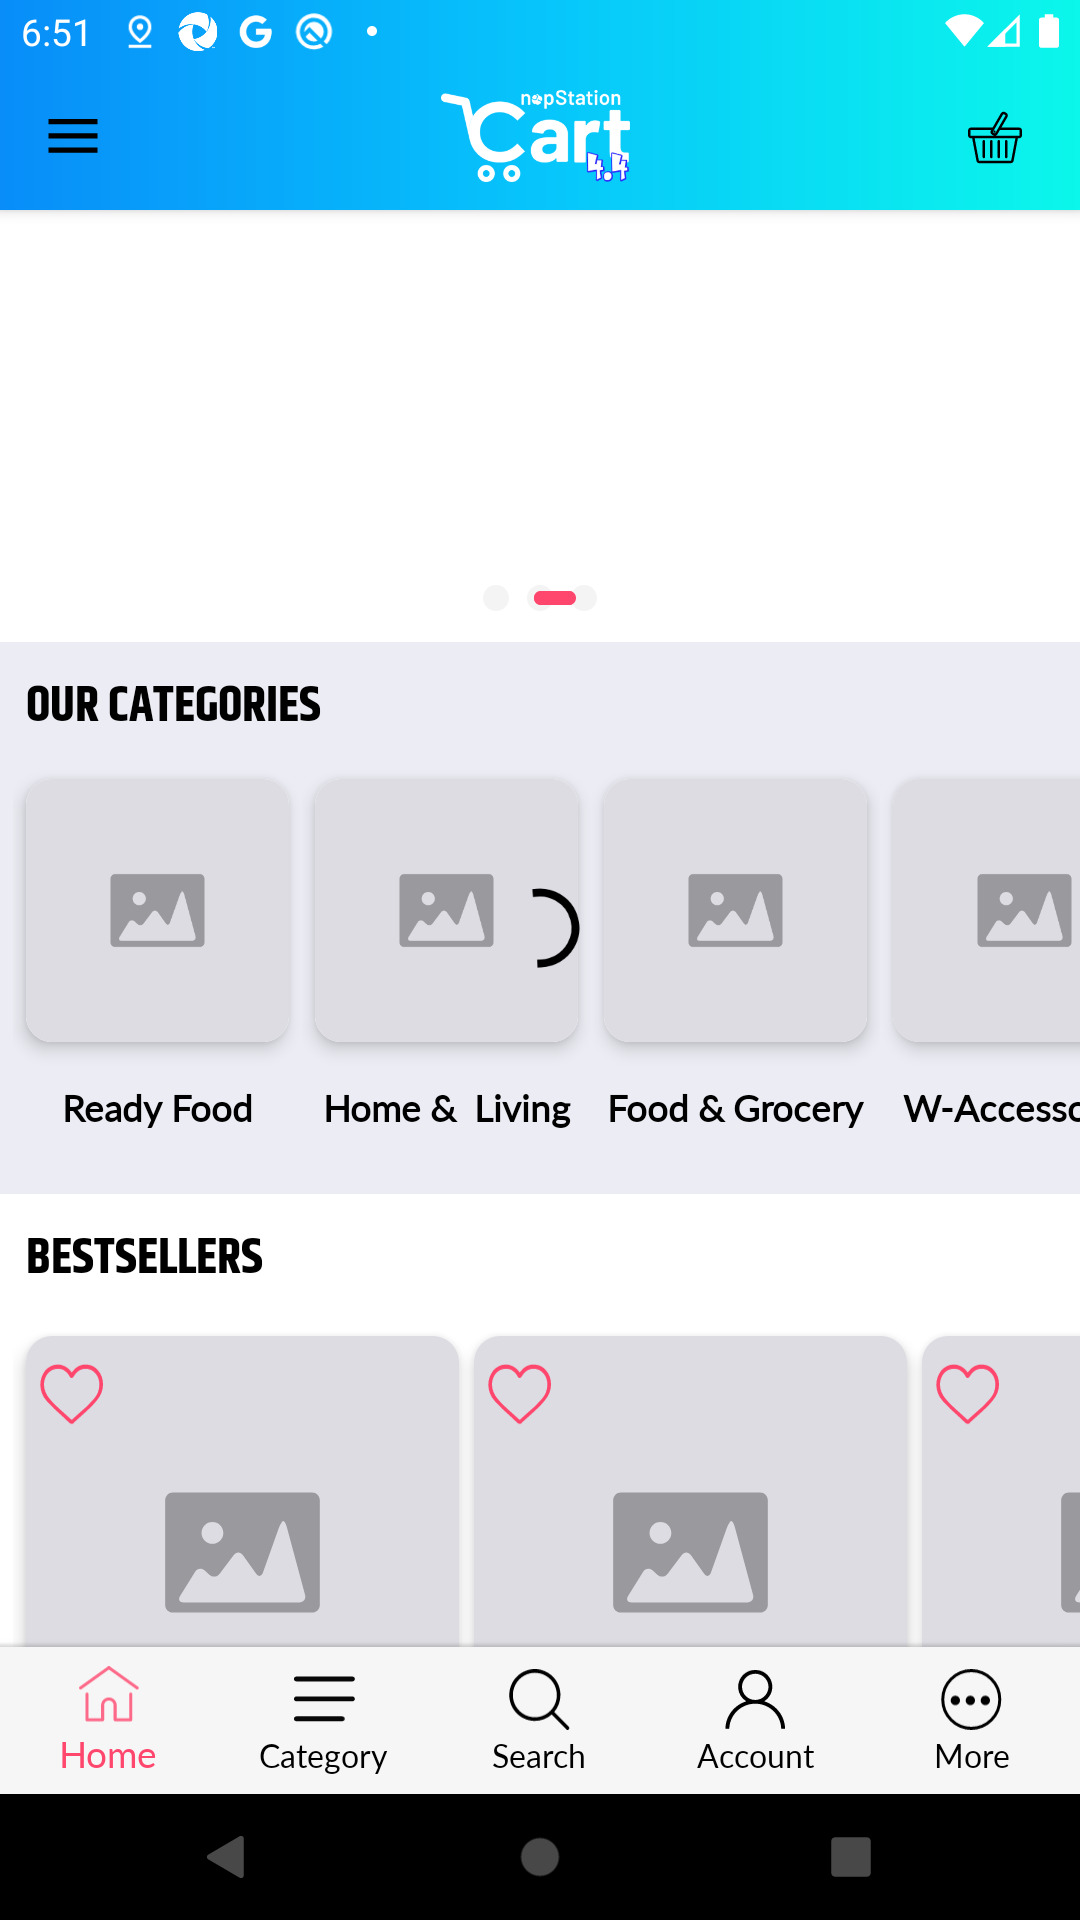 6:51
nopStation
Cart
4.4
OUR CATEGORIES
Ready Food
Home &  Living
Food & Grocery
W-Accesso
BESTSELLERS
Home
Category
Search
Account
More